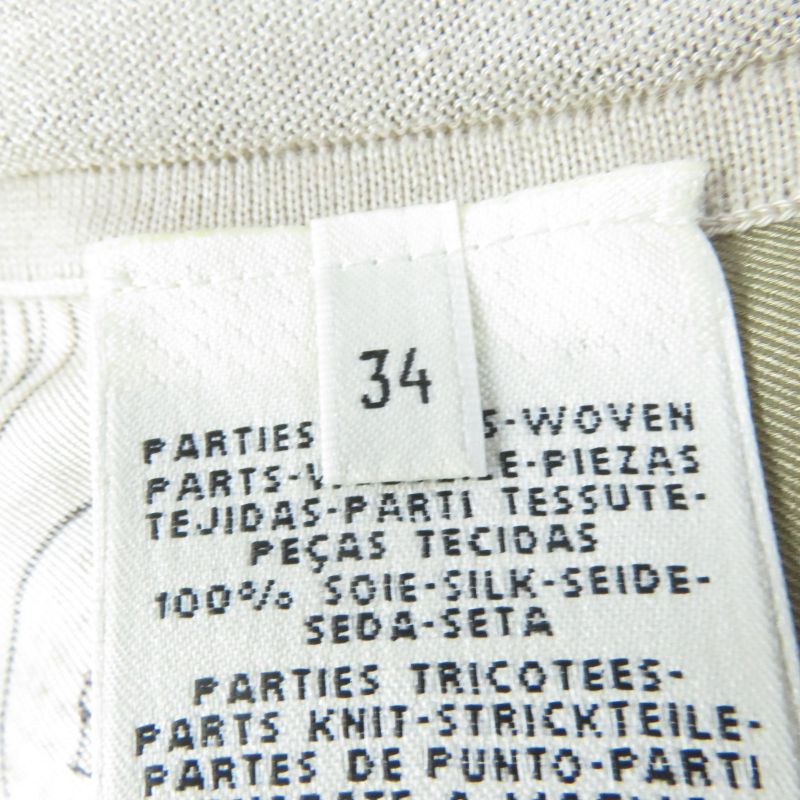 34
PARTIES S-WOVEN
PARTS- E-PIEZAS
TEJIDAS-PARTI TESSUTE-
PEÇAS TECIDAS
100% SOIE-SILK-SEIDE-
SEDA-SETA
PARTIES TRICOTEES-
PARTS KNIT-STRICKTEILE-
PARTES DE PUNTO-PARTI